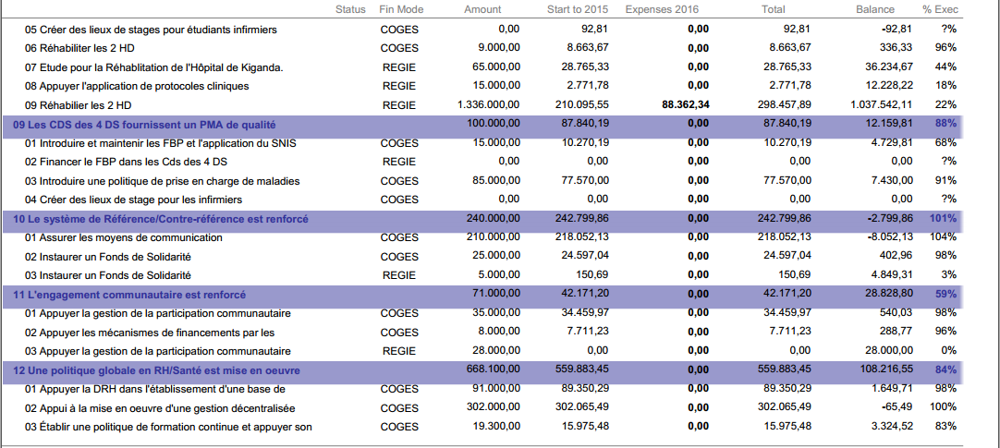 Status Fin Mode Amount Start to 2015 Expenses 2016 Total Balance % Exec
05 Créer des lieux de stages pour étudiants infirmiers COGES 0,00 92,81 0,00 92,81 -92,81 ?%
06 Réhabiliter les 2 HD COGES 9.000,00 8.663,67 0,00 8.663,67 336,33 96%
07 Etude pour la Réhablitation de l'Hôpital de Kiganda. REGIE 65.000,00 28.765,33 0,00 28.765,33 36.234,67 44%
08 Appuyer l'application de protocoles cliniques REGIE 15.000,00 2.771,78 0,00 2.771,78 12.228,22 18%
09 Réhabilier les 2 HD REGIE 1.336.000,00 210.095,55 88.362,34 298.457,89 1.037.542,11 22%
09 Les CDS des 4 DS fournissent un PMA de qualité 100.000,00 87.840,19 0,00 87.840,19 12.159,81 88%
01 Introduire et maintenir les FBP et l'application du SNIS COGES 15.000,00 10.270,19 0,00 10.270,19 4.729,81 68%
02 Financer le FBP dans les Cds des 4 DS REGIE 0,00 0,00 0,00 0,00 0,00 ?%
03 Introduire une politique de prise en charge de maladies COGES 85.000,00 77.570,00 0,00 77.570,00 7.430,00 91%
04 Créer des lieux de stage pour les infirmiers COGES 0,00 0,00 0,00 0,00 0,00 ?%
10 Le système de Référence/Contre-référence est renforcé 240.000,00 242.799,86 0,00 242.799,86 -2.799,86 101%
01 Assurer les moyens de communication COGES 210.000,00 218.052,13 0,00 218.052,13 -8.052,13 104%
02 Instaurer un Fonds de Solidarité COGES 25.000,00 24.597,04 0,00 24.597,04 402,96 98%
03 Instaurer un Fonds de Solidarité REGIE 5.000,00 150,69 0,00 150,69 4.849,31 3%
11 L'engagement communautaire est renforcé 71.000,00 42.171,20 0,00 42.171,20 28.828,80 59%
01 Appuyer la gestion de la participation communautaire COGES 35.000,00 34.459,97 0,00 34.459,97 540,03 98%
02 Appuyer les mécanismes de financements par les COGES 8.000,00 7.711,23 0,00 7.711,23 288,77 96%
03 Appuyer la gestion de la participation communautaire REGIE 28.000,00 0,00 0,00 0,00 28.000,00 0%
12 Une politique globale en RH/Santé est mise en oeuvre 668.100,00 559.883,45 0,00 559.883,45 108.216,55 84%
01 Appuyer la DRH dans l'établissement d'une base de COGES 91.000,00 89.350,29 0,00 89.350,29 1.649,71 98%
02 Appui à la mise en oeuvre d'une gestion décentralisée COGES 302.000,00 302.065,49 0,00 302.065,49 -65,49 100%
03 Établir une politique de formation continue et appuyer son COGES 19.300,00 15.975,48 0,00 15.975,48 3.324,52 83%